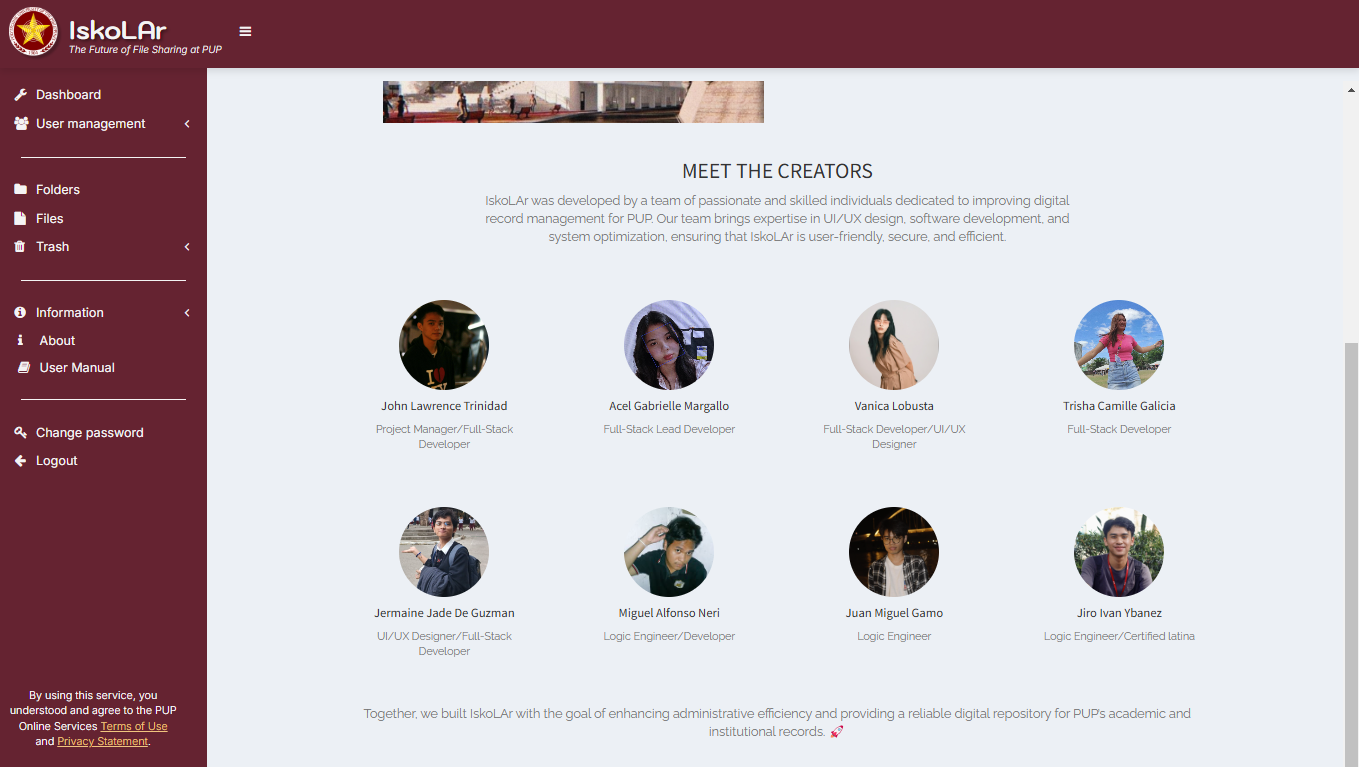 IskoLAr
The Future of File Sharing at PUP
Dashboard
User management
Folders
Files
Trash
Information
About
User Manual
Change password
Logout
By using this service, you
understood and agree to the PUP
Online Services Terms of Use
and Privacy Statement.
MEET THE CREATORS
IskoLAr was developed by a team of passionate and skilled individuals dedicated to improving digital
record management for PUP. Our team brings expertise in UI/UX design, software development, and
system optimization, ensuring that IskoLAr is user-friendly, secure, and efficient.
John Lawrence Trinidad
Project Manager/Full-Stack
Developer
Acel Gabrielle Margallo
Full-Stack Lead Developer
Vanica Lobusta
Full-Stack Developer/UI/UX
Designer
Trisha Camille Galicia
Full-Stack Developer
Jermaine Jade De Guzman
UI/UX Designer/Full-Stack
Developer
Miguel Alfonso Neri
Logic Engineer/Developer
Juan Miguel Gamo
Logic Engineer
Jiro Ivan Ybanez
Logic Engineer/Certified latina
Together, we built IskoLAr with the goal of enhancing administrative efficiency and providing a reliable digital repository for PUP's academic and
institutional records. 🚀